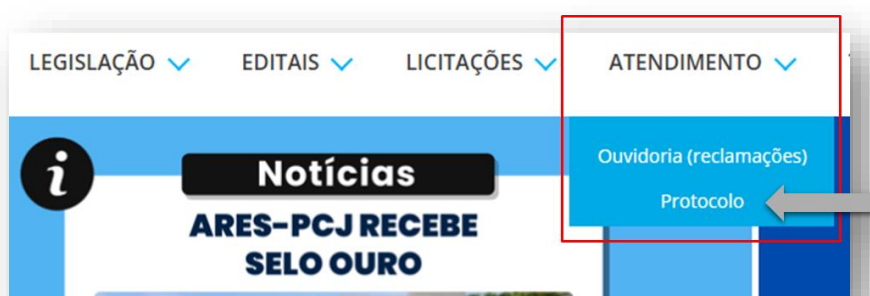 LEGISLAÇÃO EDITAIS LICITAÇÕES ATENDIMENTO
Ouvidoria (reclamações)
Protocolo
i
Notícias
ARES-PCJ RECEBE
SELO OURO